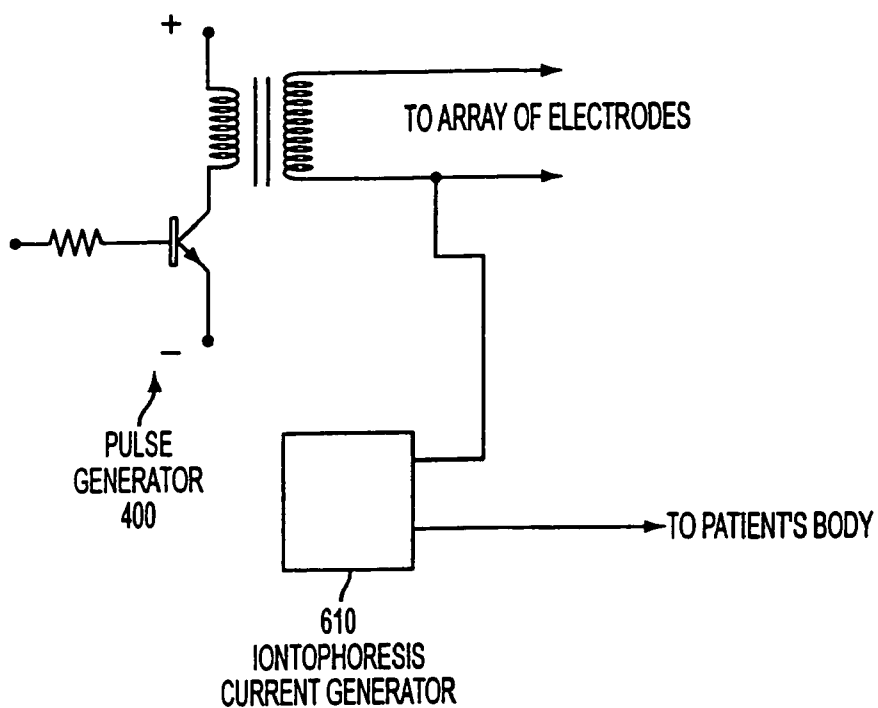 +
TO ARRAY OF ELECTRODES
−
PULSE
GENERATOR
400
TO PATIENT'S BODY
610
IONTOPHORESIS
CURRENT GENERATOR